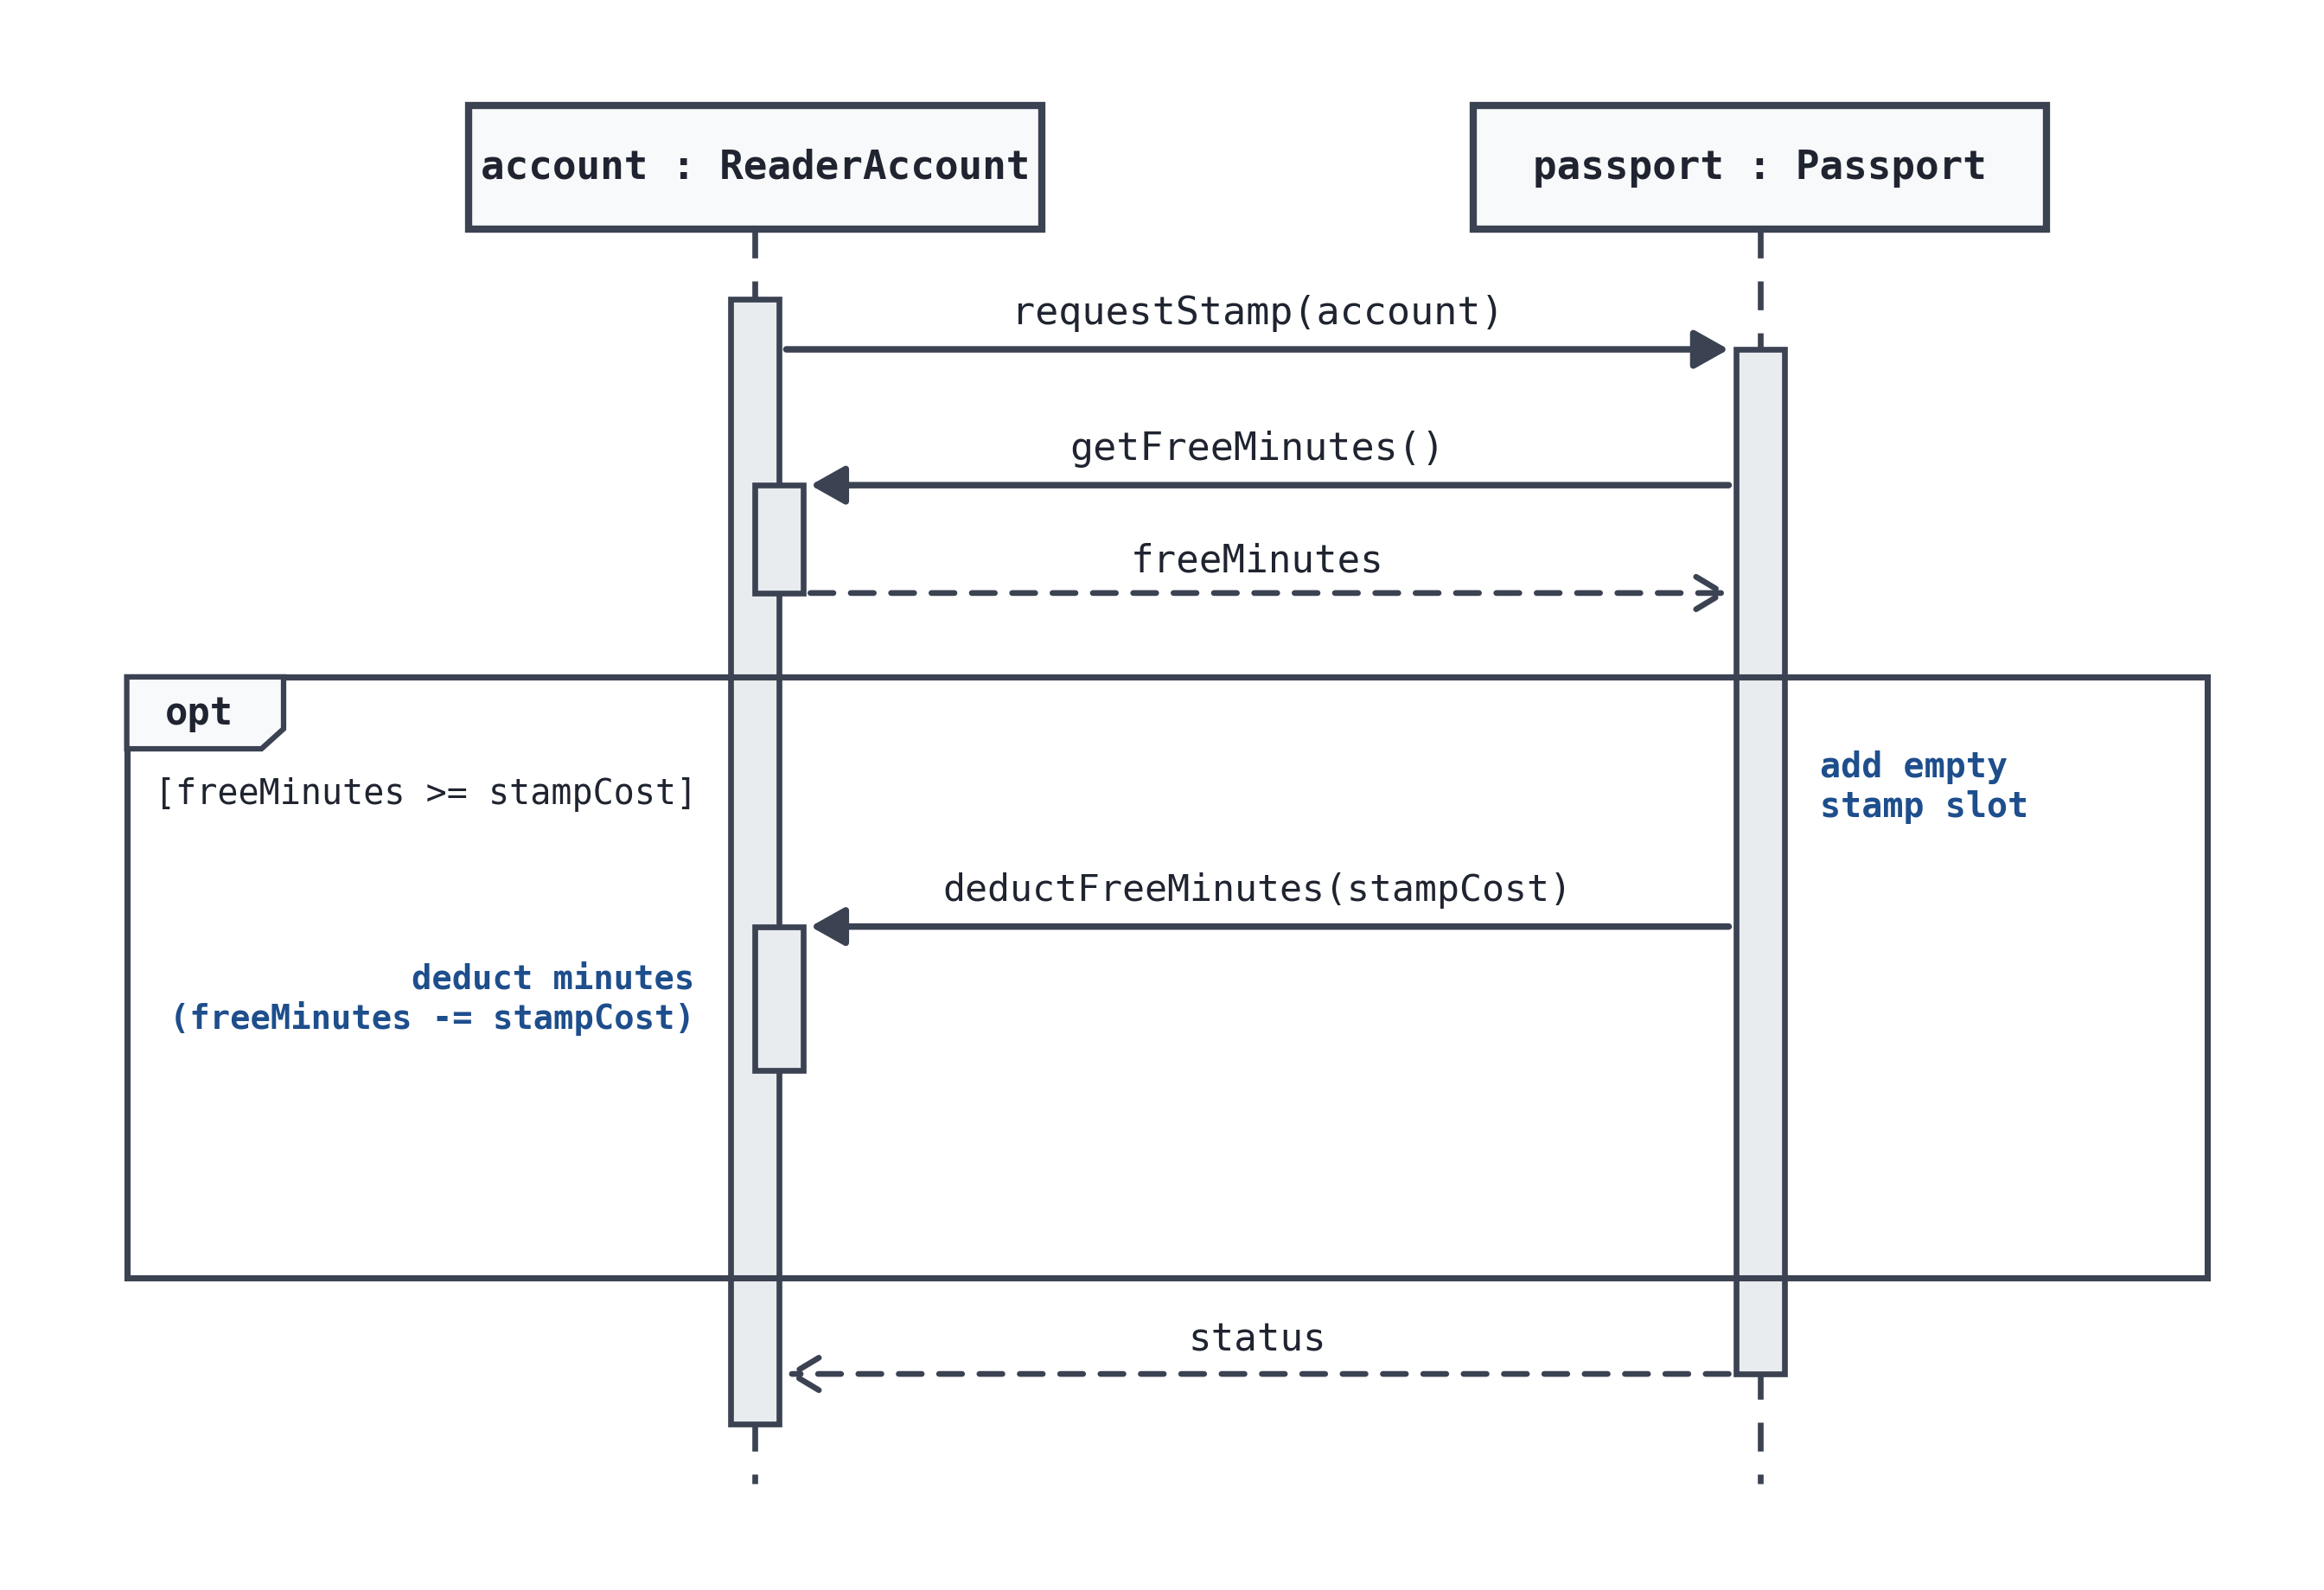 account : ReaderAccount
passport : Passport
requestStamp(account)
getFreeMinutes()
freeMinutes
opt
[freeMinutes >= stampCost]
add empty
stamp slot
deductFreeMinutes(stampCost)
deduct minutes
(freeMinutes -= stampCost)
status